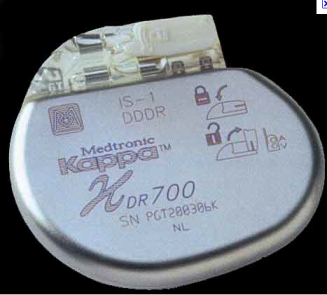 IS-1
DDDR
Medtronic
Kappa™
K DR700
SN PGT200306K
NL
A
V